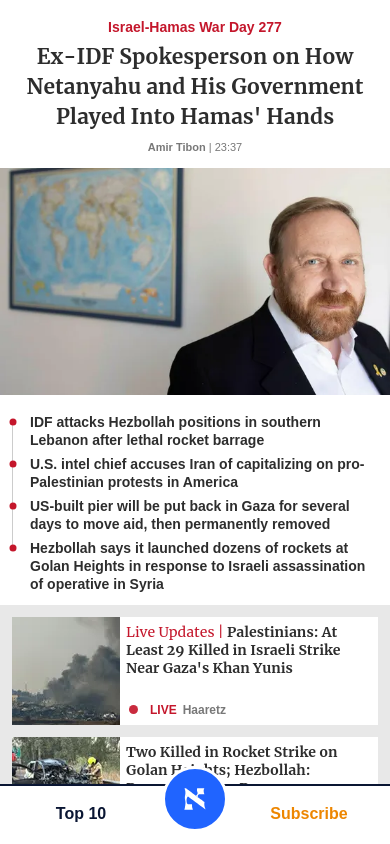 Israel-Hamas War Day 277
Ex-IDF Spokesperson on How
Netanyahu and His Government
Played Into Hamas' Hands
Amir Tibon | 23:37
IDF attacks Hezbollah positions in southern
Lebanon after lethal rocket barrage
U.S. intel chief accuses Iran of capitalizing on pro-
Palestinian protests in America
US-built pier will be put back in Gaza for several
days to move aid, then permanently removed
Hezbollah says it launched dozens of rockets at
Golan Heights in response to Israeli assassination
of operative in Syria
Live Updates | Palestinians: At
Least 29 Killed in Israeli Strike
Near Gaza's Khan Yunis
LIVE Haaretz
Two Killed in Rocket Strike on
Golan Heights; Hezbollah:
Top 10
Subscribe